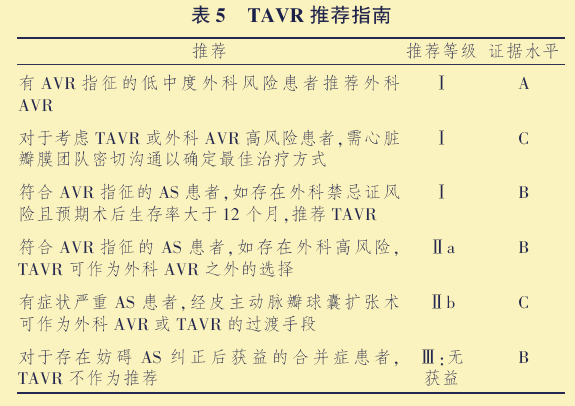 表 5 TAVR 推荐指南
推荐 推荐等级 证据水平
有 AVR 指征的低中度外科风险患者推荐外科 Ⅰ A
AVR
对于考虑 TAVR 或外科 AVR 高风险患者,需心脏 Ⅰ C
瓣膜团队密切沟通以确定最佳治疗方式
符合 AVR 指征的 AS 患者,如存在外科禁忌证风 Ⅰ B
险且预期术后生存率大于 12 个月,推荐 TAVR
符合 AVR 指征的 AS 患者,如存在外科高风险, Ⅱa B
TAVR 可作为外科 AVR 之外的选择
有症状严重 AS 患者,经皮主动脉瓣球囊扩张术 Ⅱb C
可作为外科 AVR 或 TAVR 的过渡手段
对于存在妨碍 AS 纠正后获益的合并症患者, Ⅲ:无 B
TAVR 不作为推荐 获益